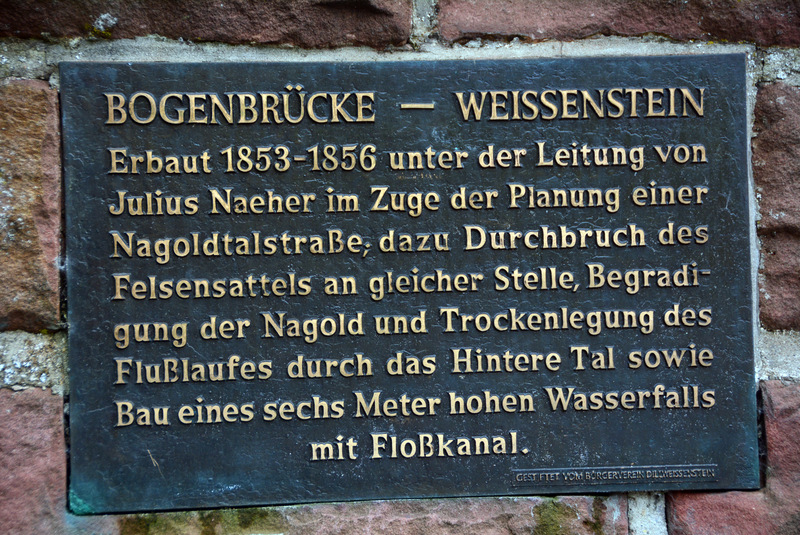 BOGENBRÜCKE — WEISSENSTEIN
Erbaut 1853-1856 unter der Leitung von
Julius Naeher im Zuge der Planung einer
Nagoldtalstraße; dazu Durchbruch des
Felsensattels an gleicher Stelle, Begradi-
gung der Nagold und Trockenlegung des
Flußlaufes durch das Hintere Tal sowie
Bau eines sechs Meter hohen Wasserfalls
mit Floßkanal.
GESTIFTET VOM BÜRGERVEREIN DILLWEISSENSTEIN